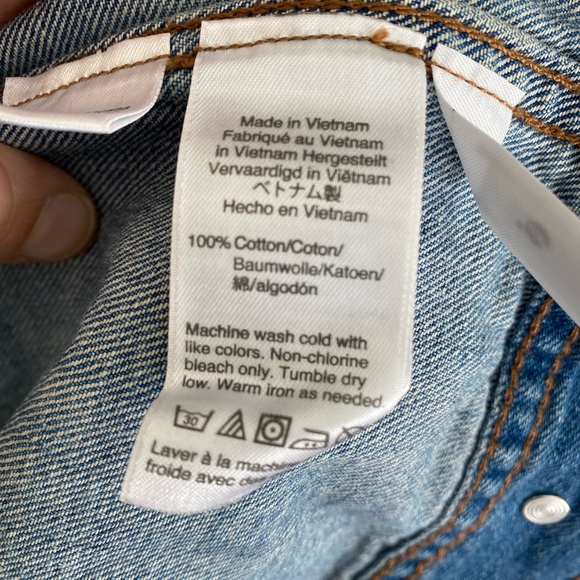 Made in Vietnam
Fabriqué au Vietnam
in Vietnam Hergestellt
Vervaardigd in Viëtnam
ベトナム製
Hecho en Vietnam
100% Cotton/Coton/
Baumwolle/Katoen/
綿/algodón
Machine wash cold with
like colors. Non-chlorine
bleach only. Tumble dry
low. Warm iron as needed.
30
Laver à la
froide avec